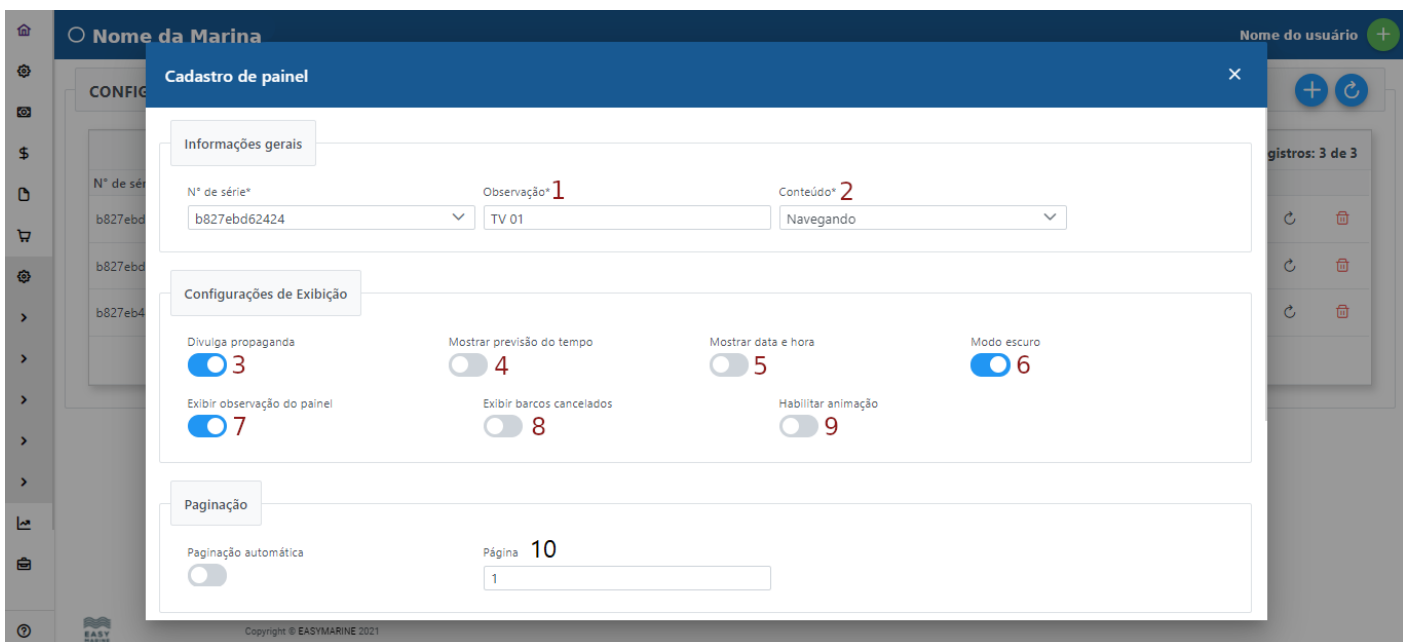 Nome da Marina
Nome do usuário
Cadastro de painel
CONFIG
Informações gerais
gistros: 3 de 3
N° de sér
N° de série*
Observação* 1
Conteúdo* 2
b827ebd
b827ebd62424
TV 01
Navegando
b827ebd
Configurações de Exibição
b827eb4
Divulga propaganda
Mostrar previsão do tempo
Mostrar data e hora
Modo escuro
3
4
5
6
Exibir observação do painel
Exibir barcos cancelados
Habilitar animação
7
8
9
Paginação
Paginação automática
Página 10
1
EASY
MARINE
Copyright © EASYMARINE 2021